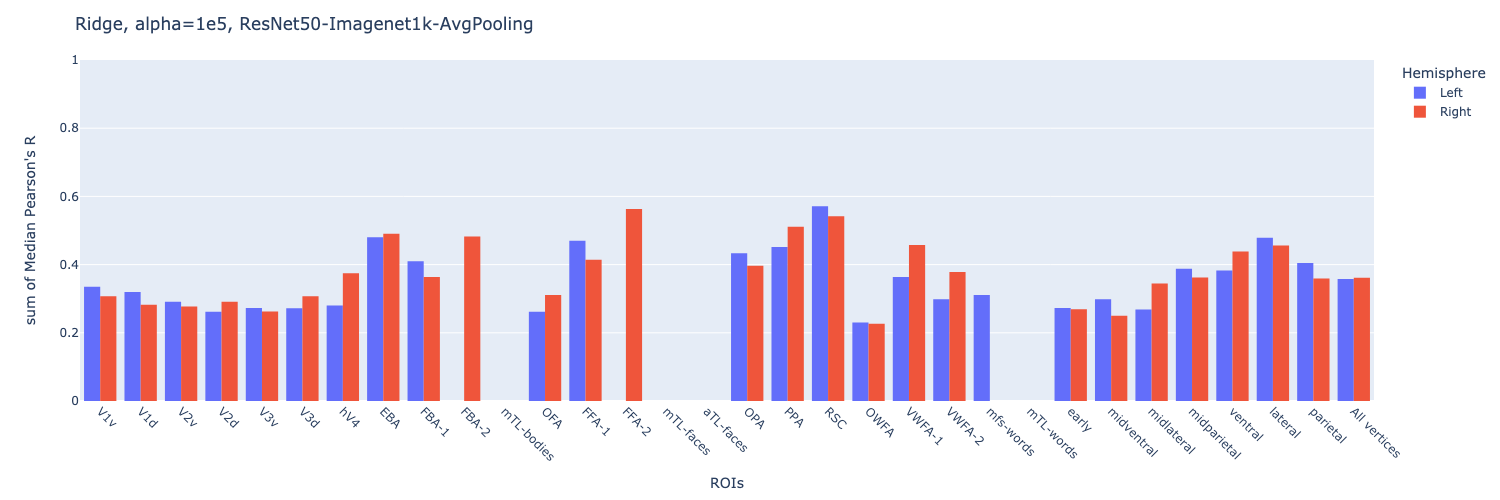 Ridge, alpha=1e5, ResNet50-Imagenet1k-AvgPooling
Hemisphere
Left
Right
sum of Median Pearson's R
1
0.8
0.6
0.4
0.2
0
V1v
V1d
V2v
V2d
V3v
V3d
hV4
EBA
FBA-1
FBA-2
mTL-bodies
OFA
FFA-1
FFA-2
mTL-faces
aTL-faces
OPA
PPA
RSC
OWFA
VWFA-1
VWFA-2
mfs-words
mTL-words
early
midventral
midlateral
midparietal
ventral
lateral
parietal
All vertices
ROIs